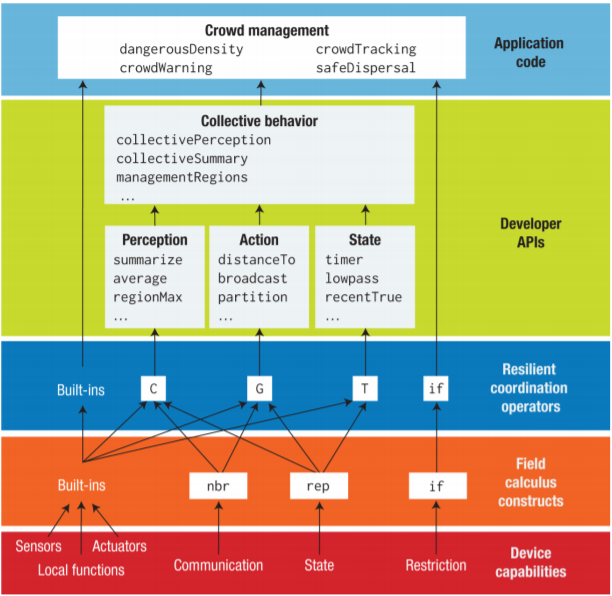 Crowd management
dangerousDensity crowdTracking
crowdWarning safeDispersal
Application
code
Collective behavior
collectivePerception
collectiveSummary
managementRegions
...
Perception
summarize
average
regionMax
...
Action
distanceTo
broadcast
partition
...
State
timer
lowpass
recentTrue
...
Developer
APIs
Built-ins
C
G
T
if
Resilient
coordination
operators
Built-ins
nbr
rep
if
Field
calculus
constructs
Sensors
Actuators
Local functions
Communication
State
Restriction
Device
capabilities